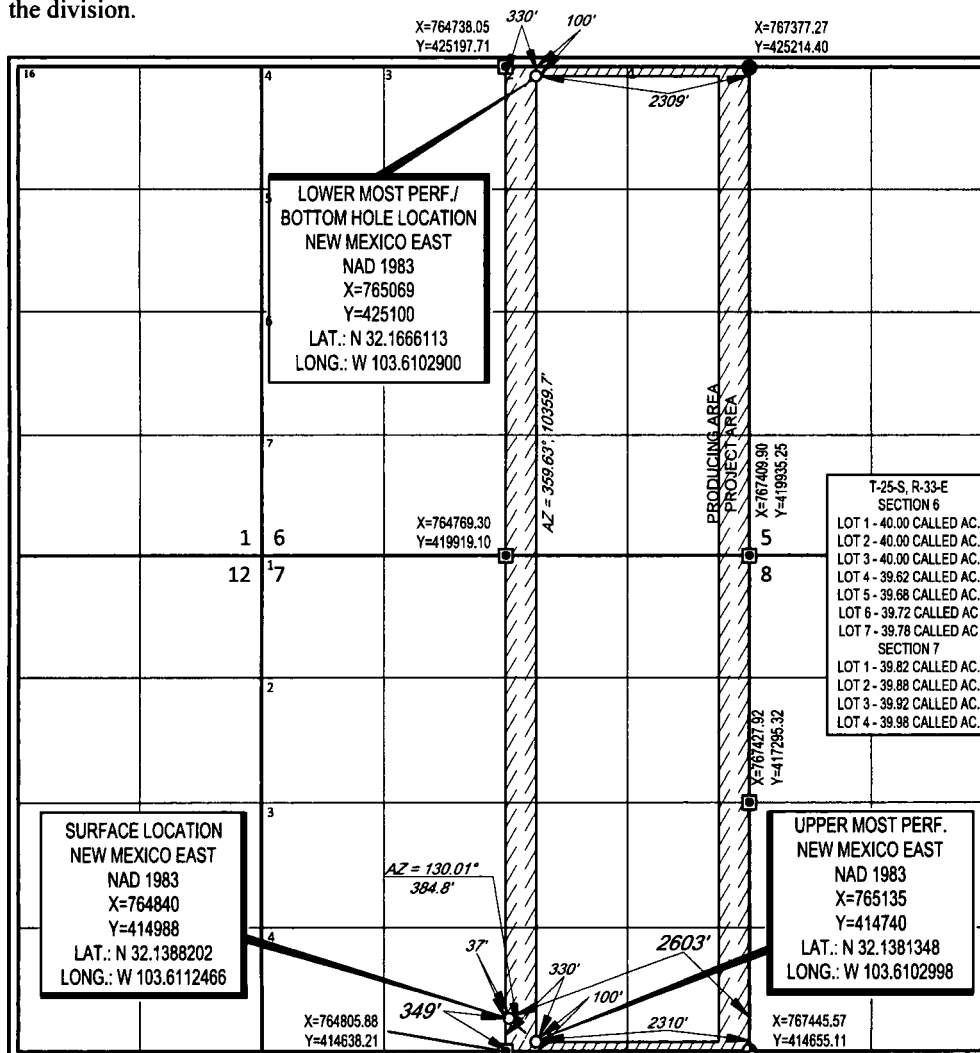 the division.
X=764738.05
Y=425197.71
330'
100'
X=767377.27
Y=425214.40
16
4
3
2309'
LOWER MOST PERF./
BOTTOM HOLE LOCATION
NEW MEXICO EAST
NAD 1983
X=765069
Y=425100
LAT.: N 32.1666113
LONG.: W 103.6102900
5
6
7
AZ = 359.63°, 10359.7'
PRODUCING AREA
PROJECT AREA
X=767409.90
Y=419935.25
X=764769.30
Y=419919.10
1 6
12 7
1
5
8
T-25-S, R-33-E
SECTION 6
LOT 1 - 40.00 CALLED AC.
LOT 2 - 40.00 CALLED AC.
LOT 3 - 40.00 CALLED AC.
LOT 4 - 39.62 CALLED AC.
LOT 5 - 39.68 CALLED AC.
LOT 6 - 39.72 CALLED AC
LOT 7 - 39.78 CALLED AC
SECTION 7
LOT 1 - 39.82 CALLED AC.
LOT 2 - 39.88 CALLED AC.
LOT 3 - 39.92 CALLED AC.
LOT 4 - 39.98 CALLED AC.
2
X=767427.92
Y=417295.32
3
SURFACE LOCATION
NEW MEXICO EAST
NAD 1983
X=764840
Y=414988
LAT.: N 32.1388202
LONG.: W 103.6112466
AZ = 130.01°
384.8'
UPPER MOST PERF.
NEW MEXICO EAST
NAD 1983
X=765135
Y=414740
LAT.: N 32.1381348
LONG.: W 103.6102998
4
37'
2603'
330'
100'
349'
2310'
X=764805.88
Y=414638.21
X=767445.57
Y=414655.11